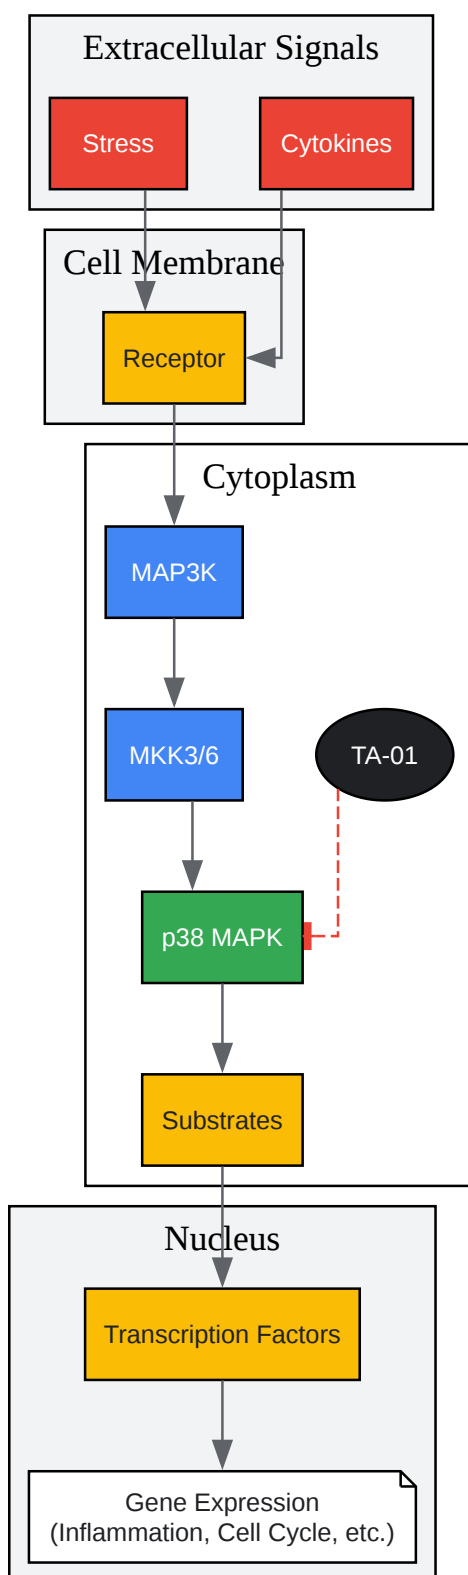 Extracellular Signals
Stress
Cytokines
Cell Membrane
Receptor
Cytoplasm
MAP3K
MKK3/6
TA-01
p38 MAPK
Substrates
Nucleus
Transcription Factors
Gene Expression
(Inflammation, Cell Cycle, etc.)